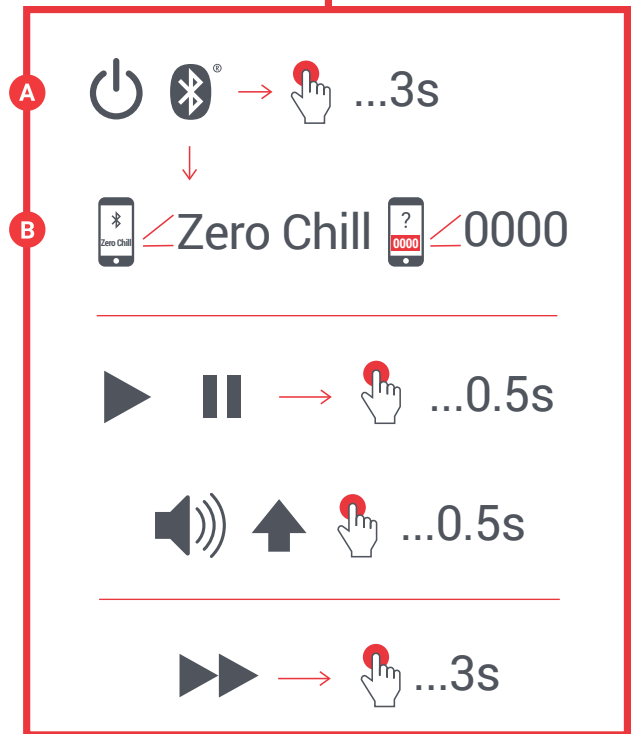 A ® ...3s
B Zero Chill Zero Chill ? 0000 0000
...0.5s
...0.5s
...3s